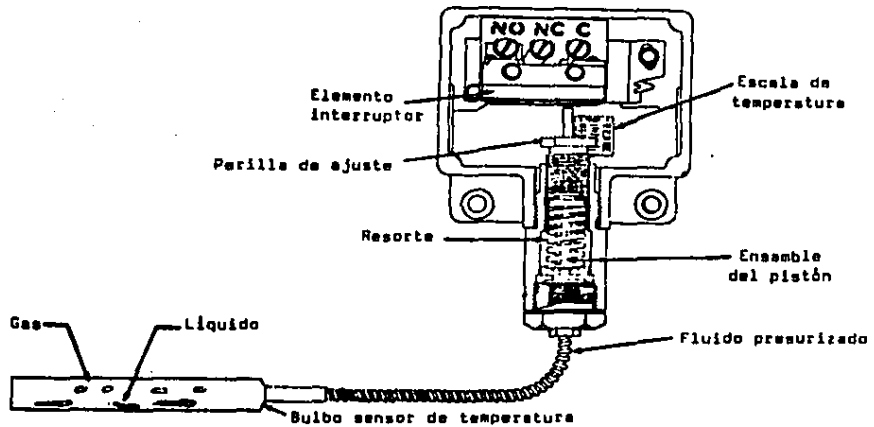 NO NC C
Elemento
interruptor
Escala de
temperatura
Perilla de ajuste
Resorte
Ensamble
del pistón
Gas
Líquido
Fluido presurizado
Bulbo sensor de temperatura